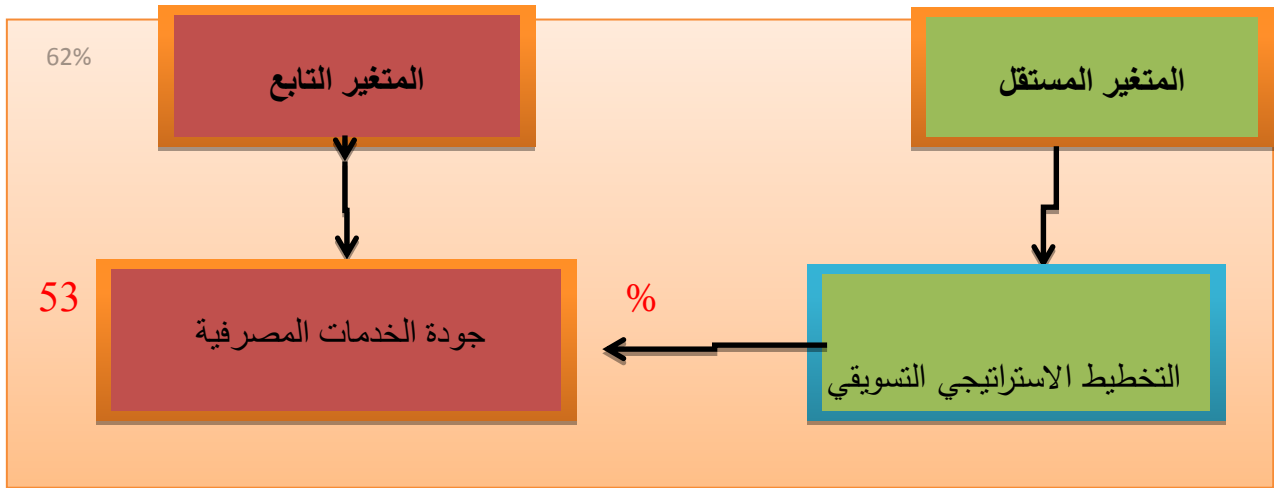 62%
المتغير المستقل
المتغير التابع
53
%
جودة الخدمات المصرفية
التخطيط الاستراتيجي التسويقي